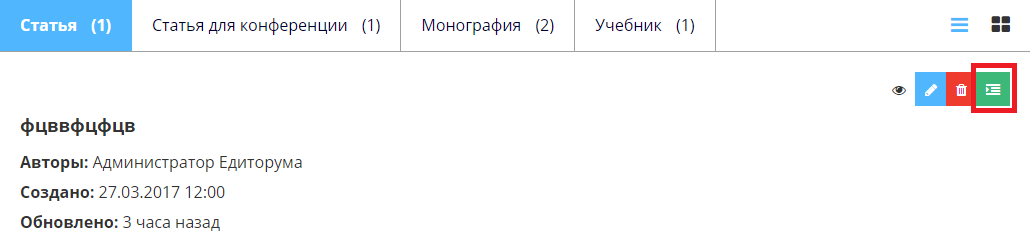 Статья (1) Статья для конференции (1) Монография (2) Учебник (1)
фцввфцфцв
Авторы: Администратор Едиторума
Создано: 27.03.2017 12:00
Обновлено: 3 часа назад